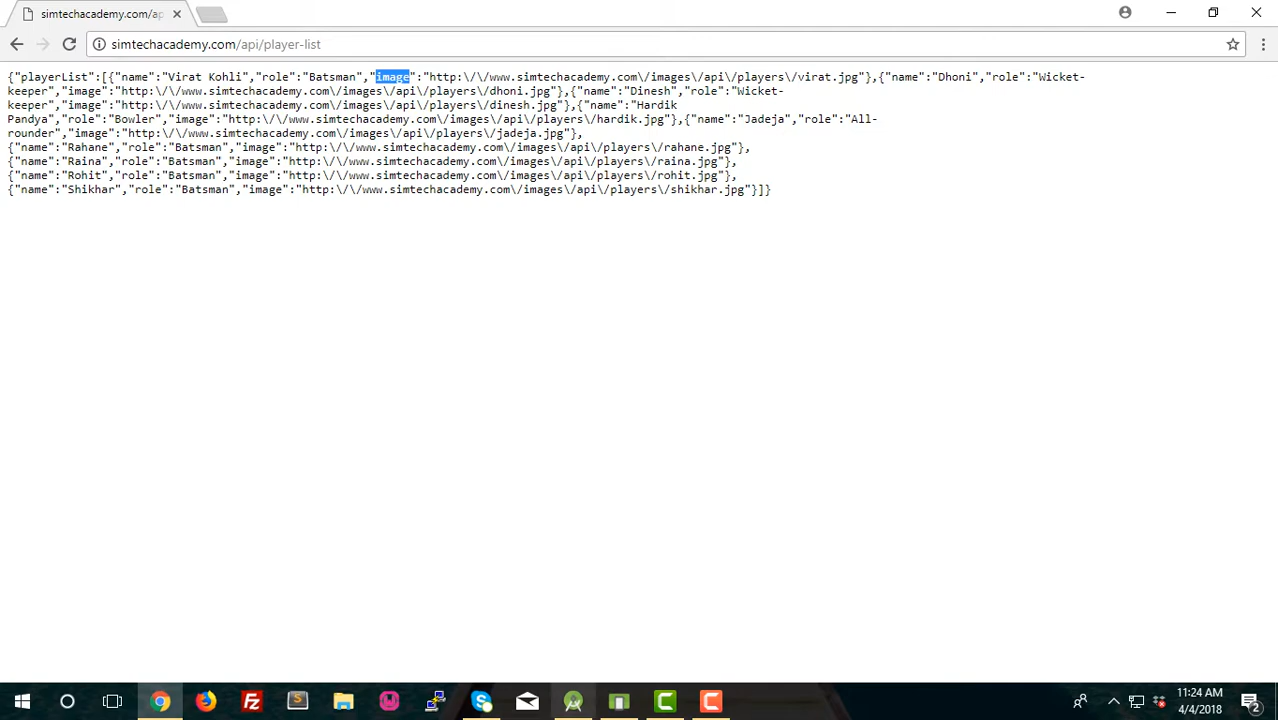 simtechacademy.com/ap
simtechacademy.com/api/player-list
{"playerList":[{"name":"Virat Kohli","role":"Batsman","image":"http:\/\/www.simtechacademy.com\/images\/api\/players\/virat.jpg"},{"name":"Dhoni","role":"Wicket-
keeper","image":"http:\/\/www.simtechacademy.com\/images\/api\/players\/dhoni.jpg"},{"name":"Dinesh","role":"Wicket-
keeper","image":"http:\/\/www.simtechacademy.com\/images\/api\/players\/dinesh.jpg"},{"name":"Hardik
Pandya","role":"Bowler","image":"http:\/\/www.simtechacademy.com\/images\/api\/players\/hardik.jpg"},{"name":"Jadeja","role":"All-
rounder","image":"http:\/\/www.simtechacademy.com\/images\/api\/players\/jadeja.jpg"},
{"name":"Rahane","role":"Batsman","image":"http:\/\/www.simtechacademy.com\/images\/api\/players\/rahane.jpg"},
{"name":"Raina","role":"Batsman","image":"http:\/\/www.simtechacademy.com\/images\/api\/players\/raina.jpg"},
{"name":"Rohit","role":"Batsman","image":"http:\/\/www.simtechacademy.com\/images\/api\/players\/rohit.jpg"},
{"name":"Shikhar","role":"Batsman","image":"http:\/\/www.simtechacademy.com\/images\/api\/players\/shikhar.jpg"}]}
11:24 AM
4/4/2018
2